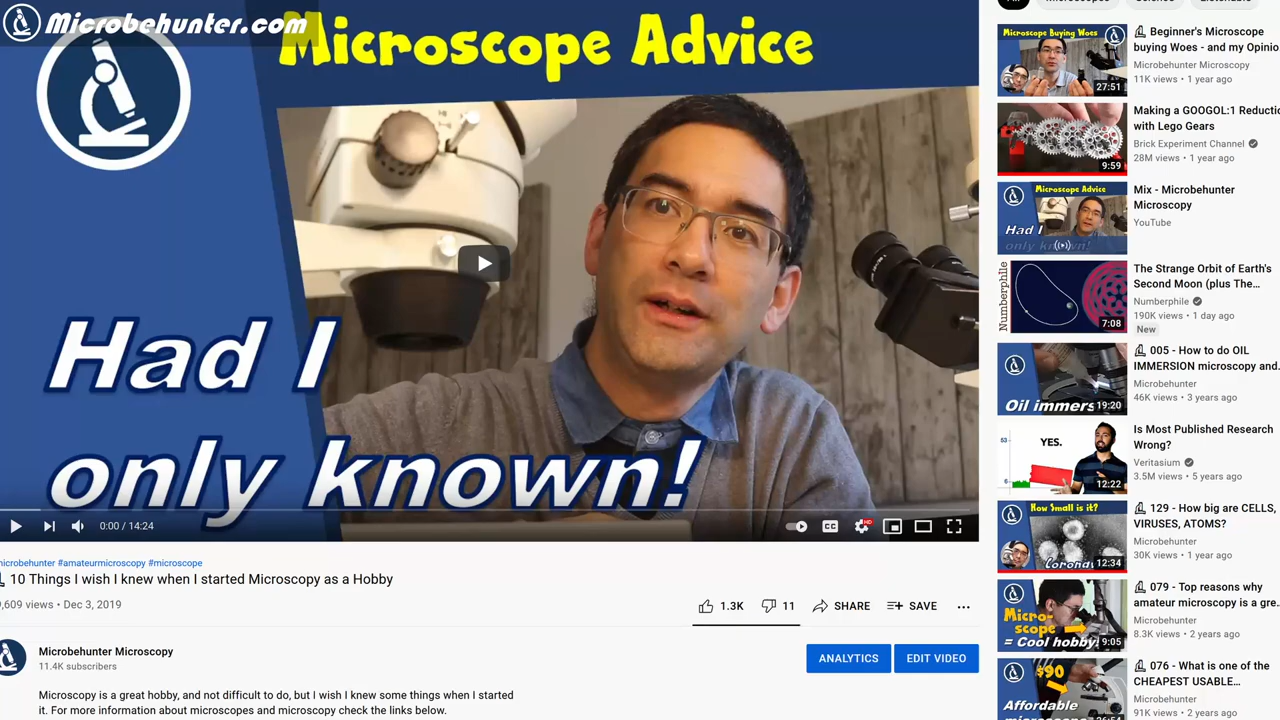 Microbehunter.com
Microscope Advice
Had I
only known!
0:00 / 14:24
CC
HD
#amateurmicroscopy #microscope
10 Things I wish I knew when I started Microscopy as a Hobby
Dec 3, 2019
1.3K
11
SHARE
SAVE
Microbehunter Microscopy
11.4K subscribers
ANALYTICS
EDIT VIDEO
Microscopy is a great hobby, and not difficult to do, but I wish I knew some things when I started
it. For more information about microscopes and microscopy check the links below.
Microscope Buying Woes
27:51
Beginner's Microscope
buying Woes - and my Opinio
Microbehunter Microscopy
11K views • 1 year ago
9:59
Making a GOOGOL:1 Reducti
with Lego Gears
Brick Experiment Channel
28M views • 1 year ago
Microscope Advice
Had I
only known!
Mix - Microbehunter
Microscopy
YouTube
Numberphile
7:08
The Strange Orbit of Earth's
Second Moon (plus The…
Numberphile
190K views • 1 day ago
New
Oil immers
19:20
005 - How to do OIL
IMMERSION microscopy and
Microbehunter
46K views • 3 years ago
53
YES.
6
12:22
Is Most Published Research
Wrong?
Veritasium
3.5M views • 5 years ago
How Small is it?
Corona
12:34
129 - How big are CELLS,
VIRUSES, ATOMS?
Microbehunter
30K views • 1 year ago
Micro-
scope
= Cool hobby!
9:05
079 - Top reasons why
amateur microscopy is a gre
Microbehunter
8.3K views • 2 years ago
$90
Affordable
076 - What is one of the
CHEAPEST USABLE…
Microbehunter
91K views • 2 years ago